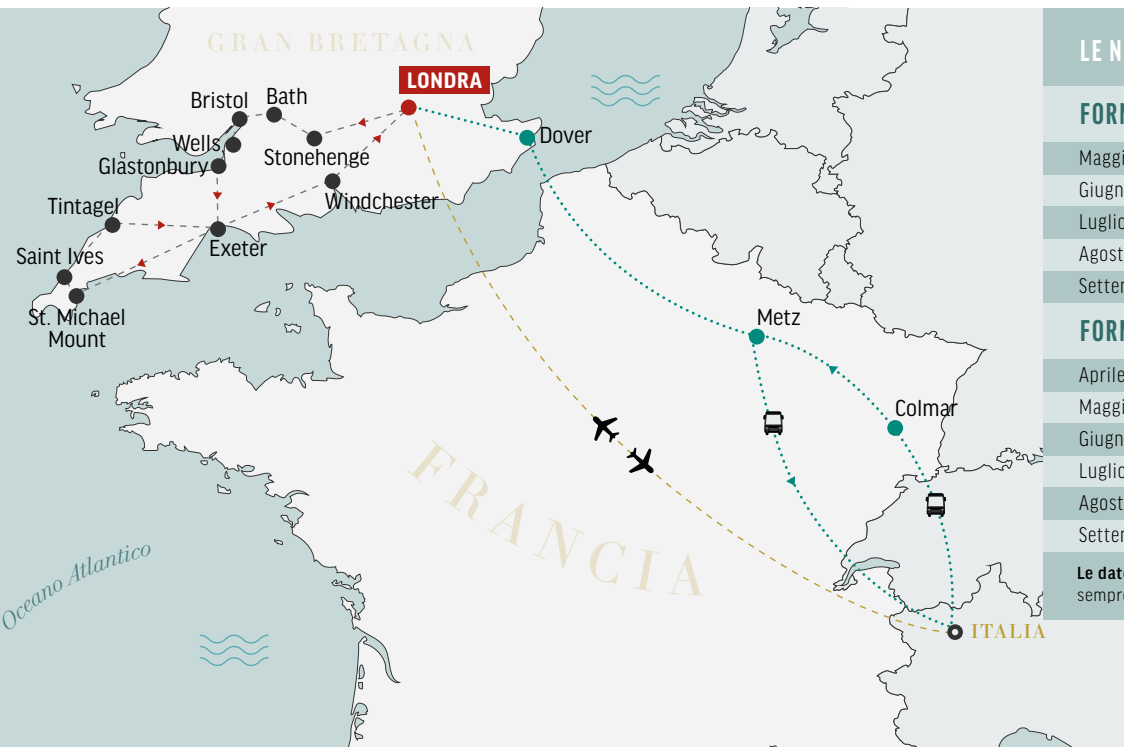 GRAN BRETAGNA
LONDRA
Bristol
Bath
Wells
Stonehenge
Glastonbury
Dover
Windchester
Tintagel
Exeter
Saint Ives
St. Michael
Mount
Metz
Colmar
FRANCIA
Oceano Atlantico
ITALIA
LE N
FORM
Maggi
Giugn
Luglio
Agost
Setter
FORM
Aprile
Maggi
Giugn
Luglio
Agost
Setter
Le date
sempre